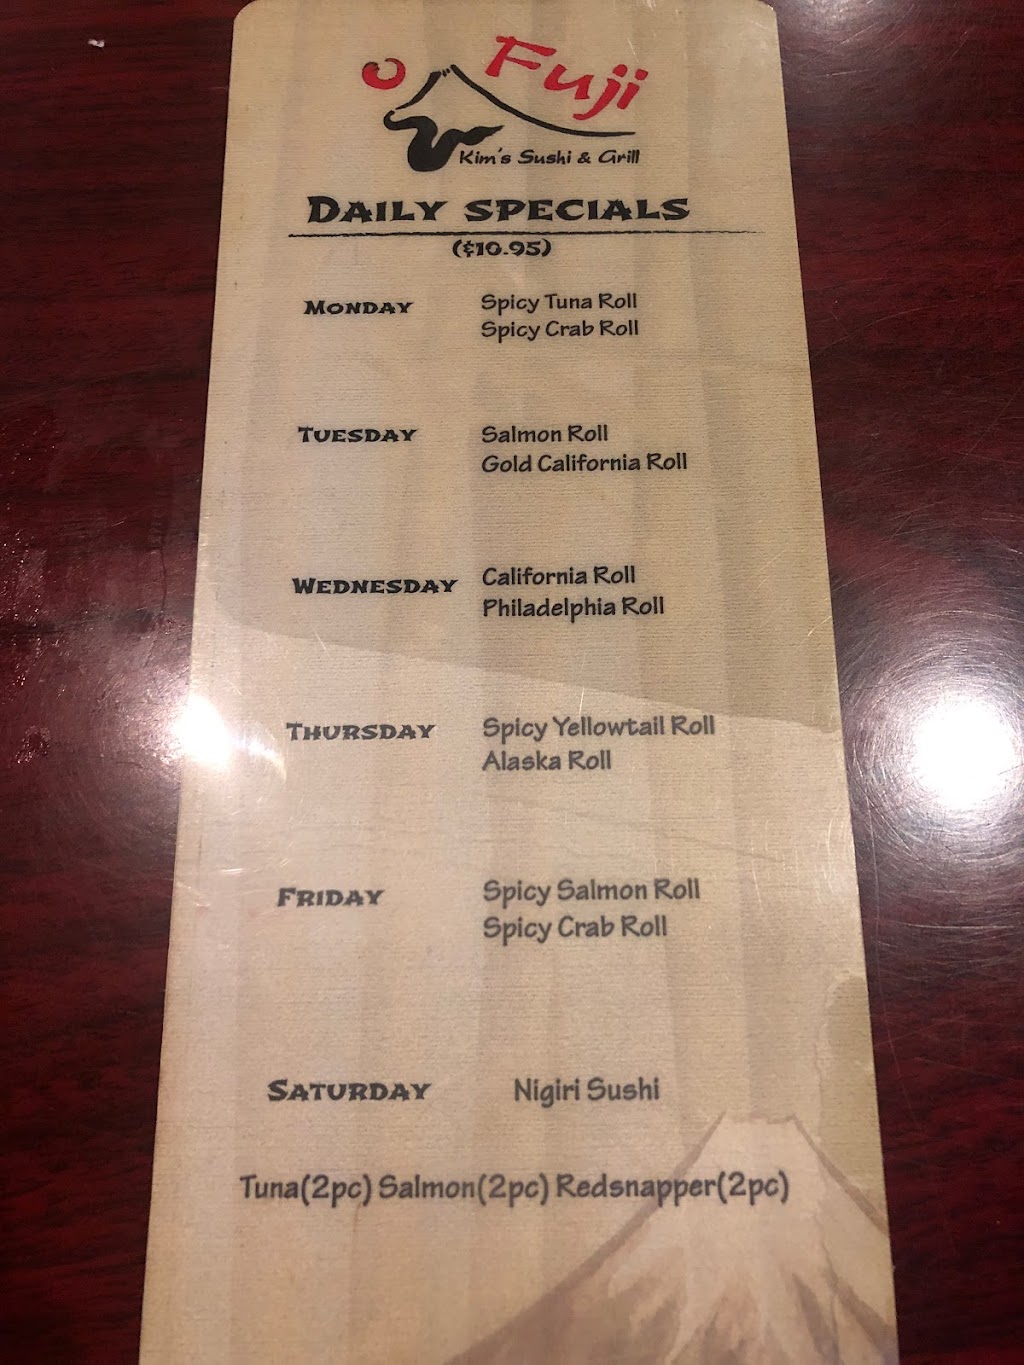 Fuji
Kim's Sushi & Grill
DAILY SPECIALS
($10.95)
MONDAY Spicy Tuna Roll
Spicy Crab Roll
TUESDAY Salmon Roll
Gold California Roll
WEDNESDAY California Roll
Philadelphia Roll
THURSDAY Spicy Yellowtail Roll
Alaska Roll
FRIDAY Spicy Salmon Roll
Spicy Crab Roll
SATURDAY Nigiri Sushi
Tuna(2pc) Salmon(2pc) Redsnapper(2pc)